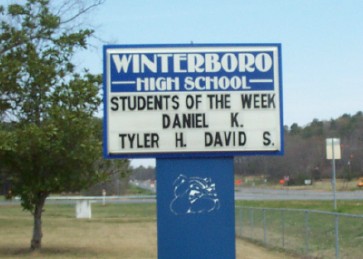 WINTERBORO
HIGH SCHOOL
STUDENTS OF THE WEEK
DANIEL K.
TYLER H. DAVID S.